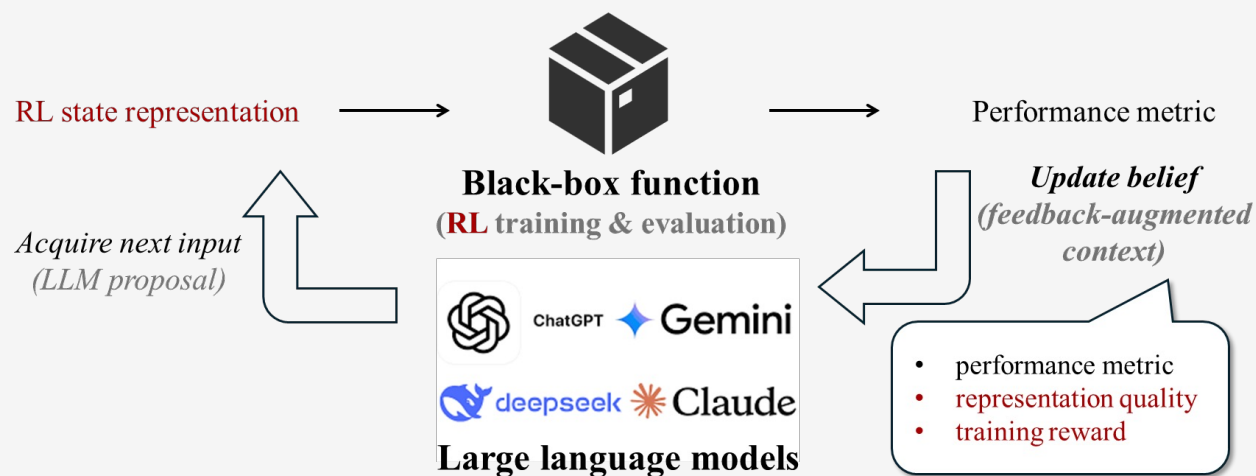 RL state representation
Performance metric
Black-box function
(RL training & evaluation)
Update belief
(feedback-augmented
context)
Acquire next input
(LLM proposal)
ChatGPT
Gemini
deepseek
Claude
Large language models
• performance metric
• representation quality
• training reward